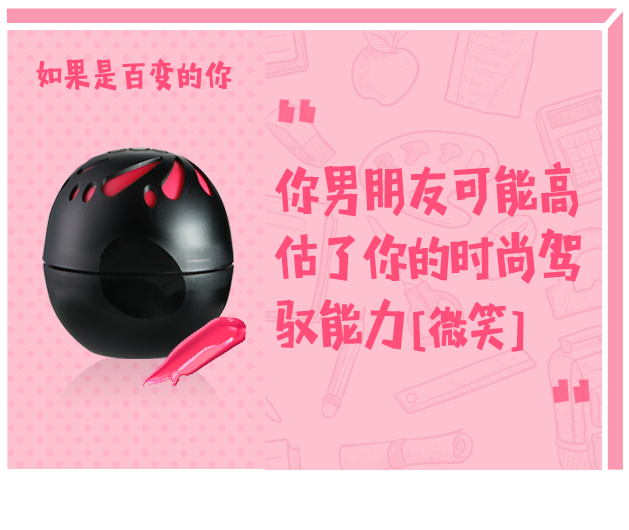 如果是百变的你
“
你男朋友可能高
估了你的时尚驾
驭能力[微笑]
”